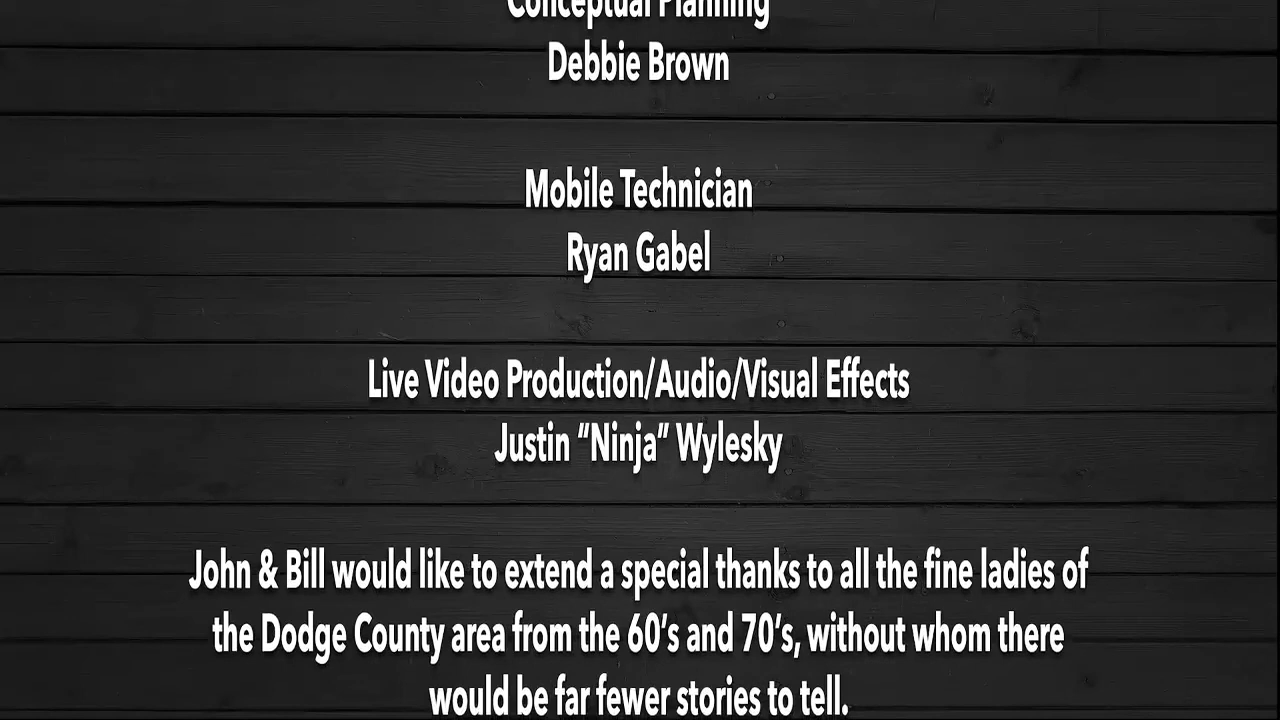 Conceptual Planning
Debbie Brown
Mobile Technician
Ryan Gabel
Live Video Production/Audio/Visual Effects
Justin “Ninja” Wylesky
John & Bill would like to extend a special thanks to all the fine ladies of
the Dodge County area from the 60‘s and 70‘s, without whom there
would be far fewer stories to tell.